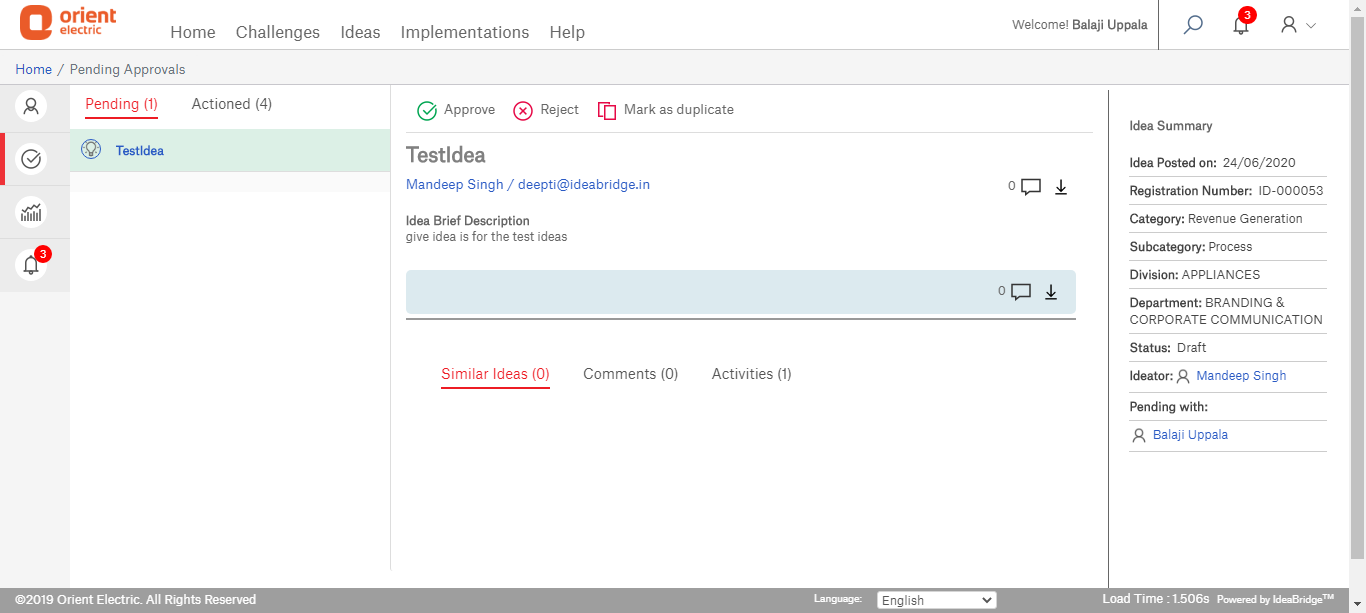 orient
electric
Home Challenges Ideas Implementations Help
Welcome! Balaji Uppala
3
Home / Pending Approvals
Pending (1) Actioned (4)
TestIdea
3
Approve Reject Mark as duplicate
TestIdea
Mandeep Singh / deepti@ideabridge.in
0
Idea Brief Description
give idea is for the test ideas
0
Similar Ideas (0) Comments (0) Activities (1)
Idea Summary
Idea Posted on: 24/06/2020
Registration Number: ID-000053
Category: Revenue Generation
Subcategory: Process
Division: APPLIANCES
Department: BRANDING &
CORPORATE COMMUNICATION
Status: Draft
Ideator: Mandeep Singh
Pending with:
Balaji Uppala
©2019 Orient Electric. All Rights Reserved
Language: English
Load Time : 1.506s Powered by IdeaBridge™